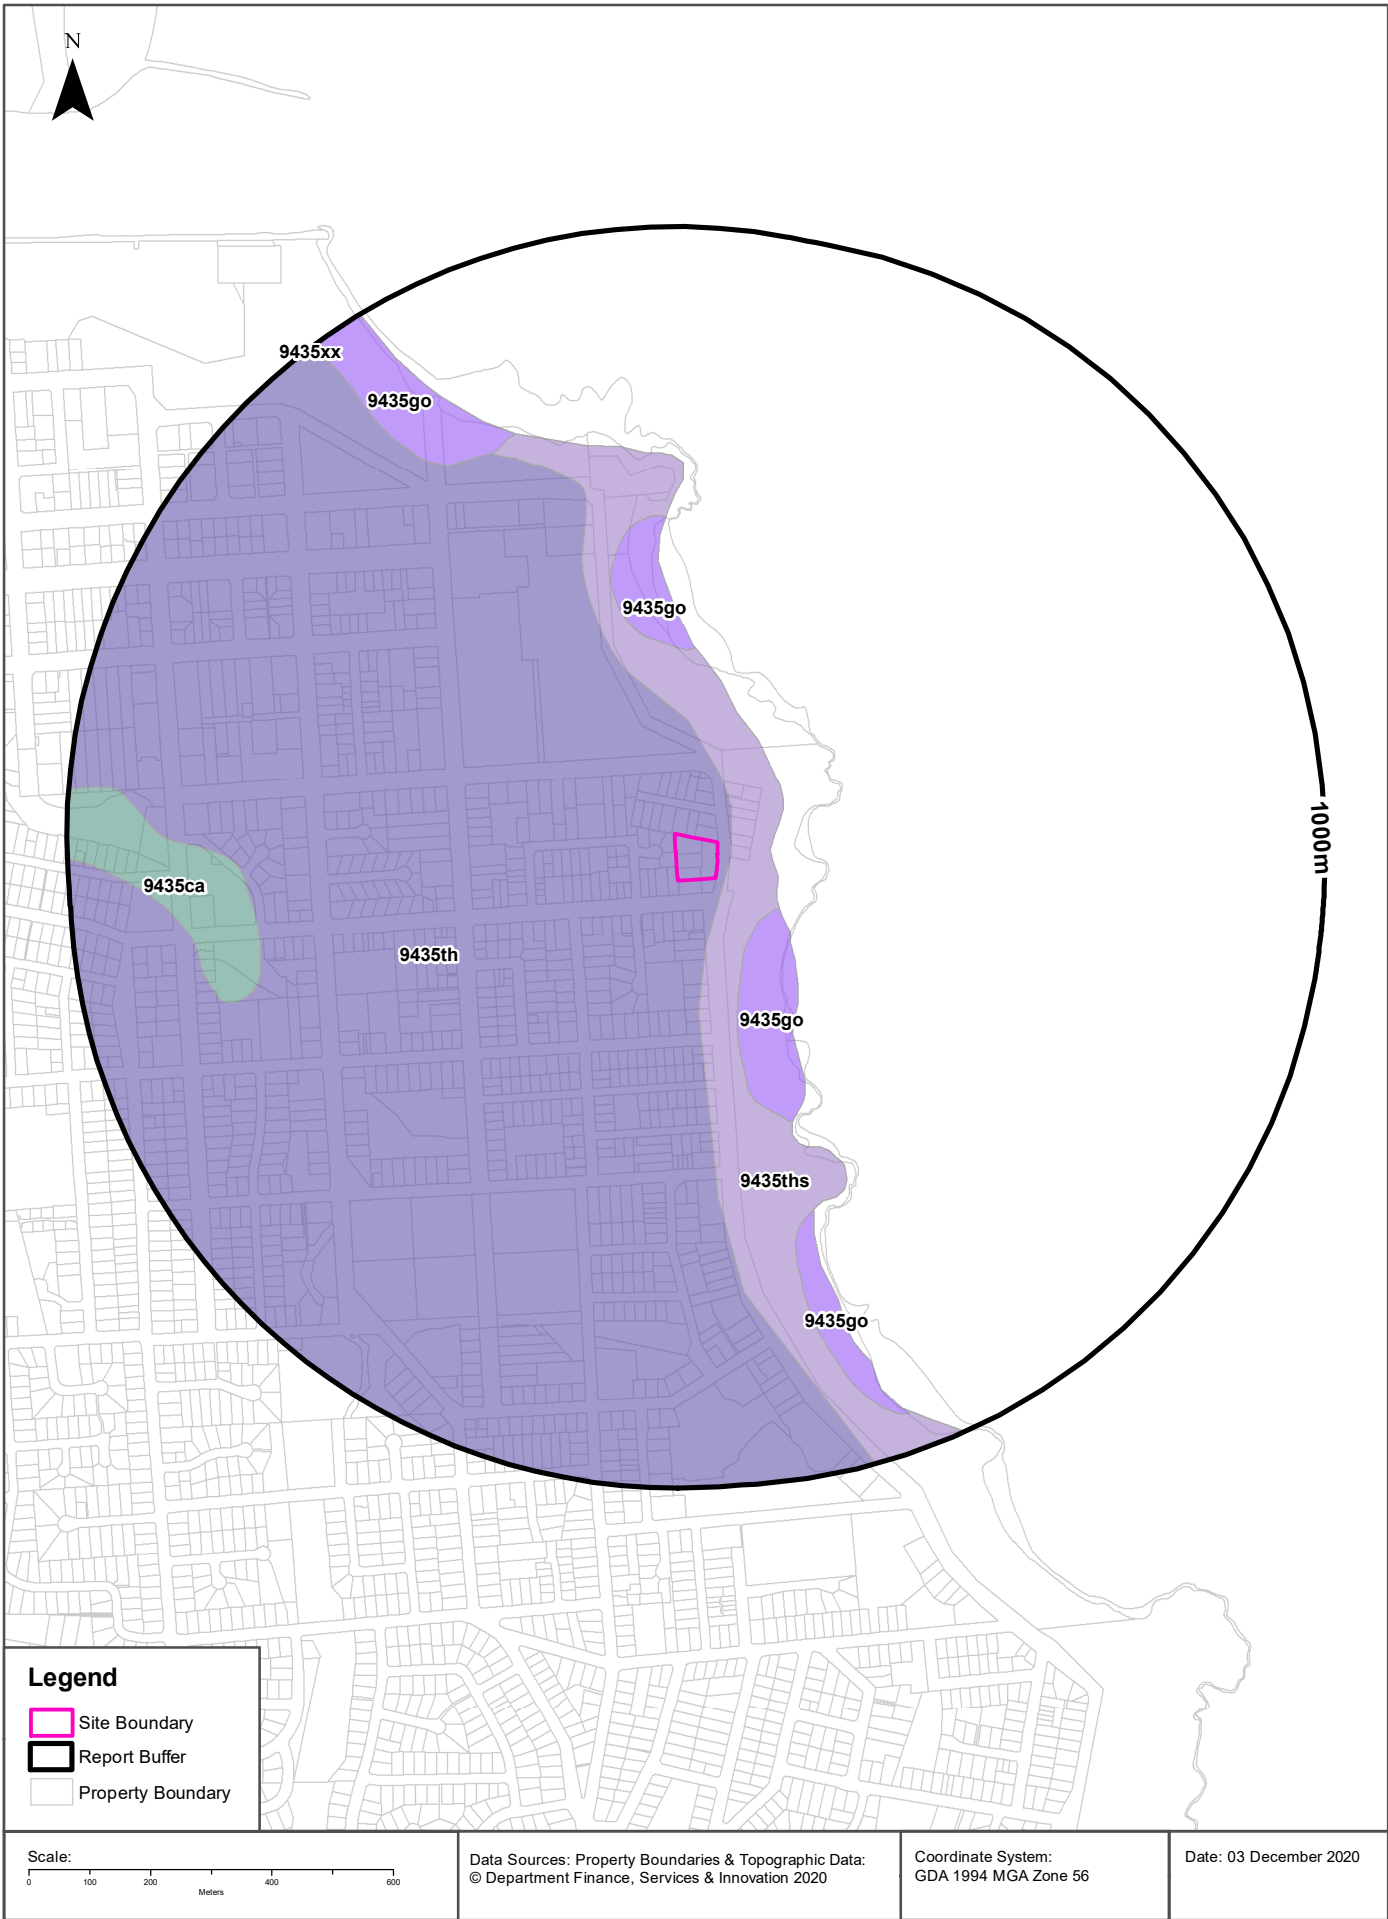 N
9435xx
9435go
9435go
1000m
9435ca
9435th
9435go
9435ths
9435go
Legend
Site Boundary
Report Buffer
Property Boundary
Scale:
0 100 200 400 600
Meters
Data Sources: Property Boundaries & Topographic Data:
© Department Finance, Services & Innovation 2020
Coordinate System:
GDA 1994 MGA Zone 56
Date: 03 December 2020